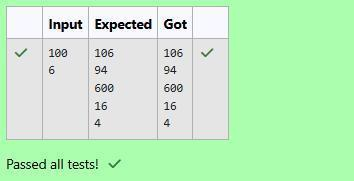 Input Expected Got
100 106 106
6 94 94
600 600
16 16
4 4
Passed all tests!